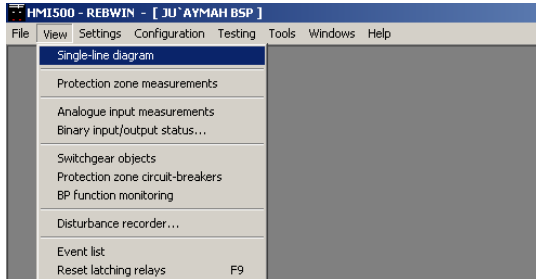 HMI500 - REBWIN - [ JU`AYMAH BSP ]
File View Settings Configuration Testing Tools Windows Help
Single-line diagram
Protection zone measurements
Analogue input measurements
Binary input/output status...
Switchgear objects
Protection zone circuit-breakers
BP function monitoring
Disturbance recorder...
Event list
Reset latching relays F9